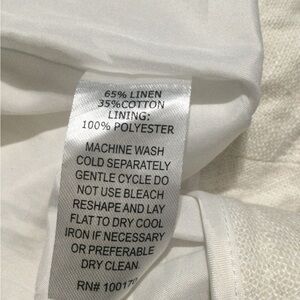 65% LINEN
35%COTTON
LINING:
100% POLYESTER
MACHINE WASH
COLD SEPARATELY
GENTLE CYCLE DO
NOT USE BLEACH
RESHAPE AND LAY
FLAT TO DRY COOL
IRON IF NECESSARY
OR PREFERABLE
DRY CLEAN
RN#